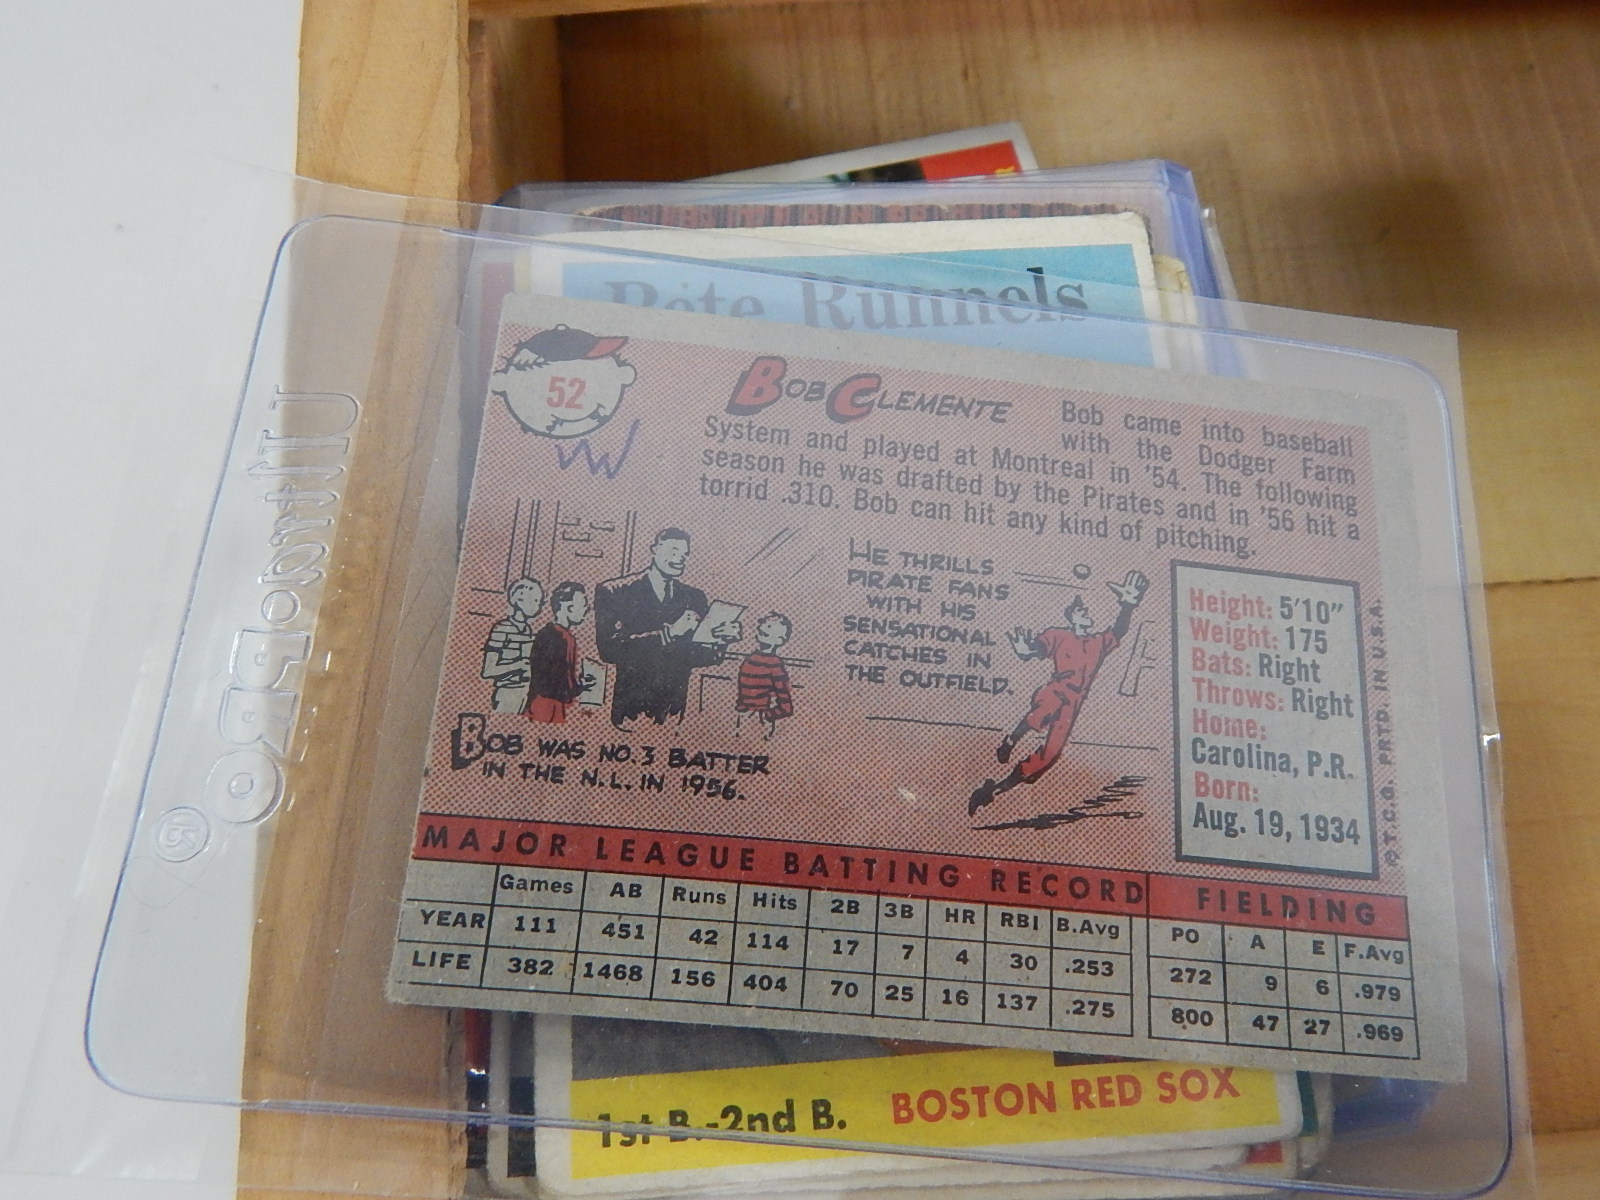 Pete Runnels
52
BOB CLEMENTE
Bob came into baseball
with the Dodger Farm
System and played at Montreal in '54. The following
season he was drafted by the Pirates and in '56 hit a
torrid .310. Bob can hit any kind of pitching.
W
HE THRILLS
PIRATE FANS
WITH HIS
SENSATIONAL
CATCHES IN
THE OUTFIELD.
BOB WAS NO.3 BATTER
IN THE N.L. IN 1956.
Height: 5'10"
Weight: 175
Bats: Right
Throws: Right
Home:
Carolina, P.R.
Born:
Aug. 19, 1934
© T.C.G. PRTD. IN U.S.A.
MAJOR LEAGUE BATTING RECORD FIELDING
Games AB Runs Hits 2B 3B HR RBI B.Avg PO A E F.Avg
YEAR 111 451 42 114 17 7 4 30 .253 272 9 6 .979
LIFE 382 1468 156 404 70 25 16 137 .275 800 47 27 .969
1st B.-2nd B. BOSTON RED SOX
Ultra•PRO®